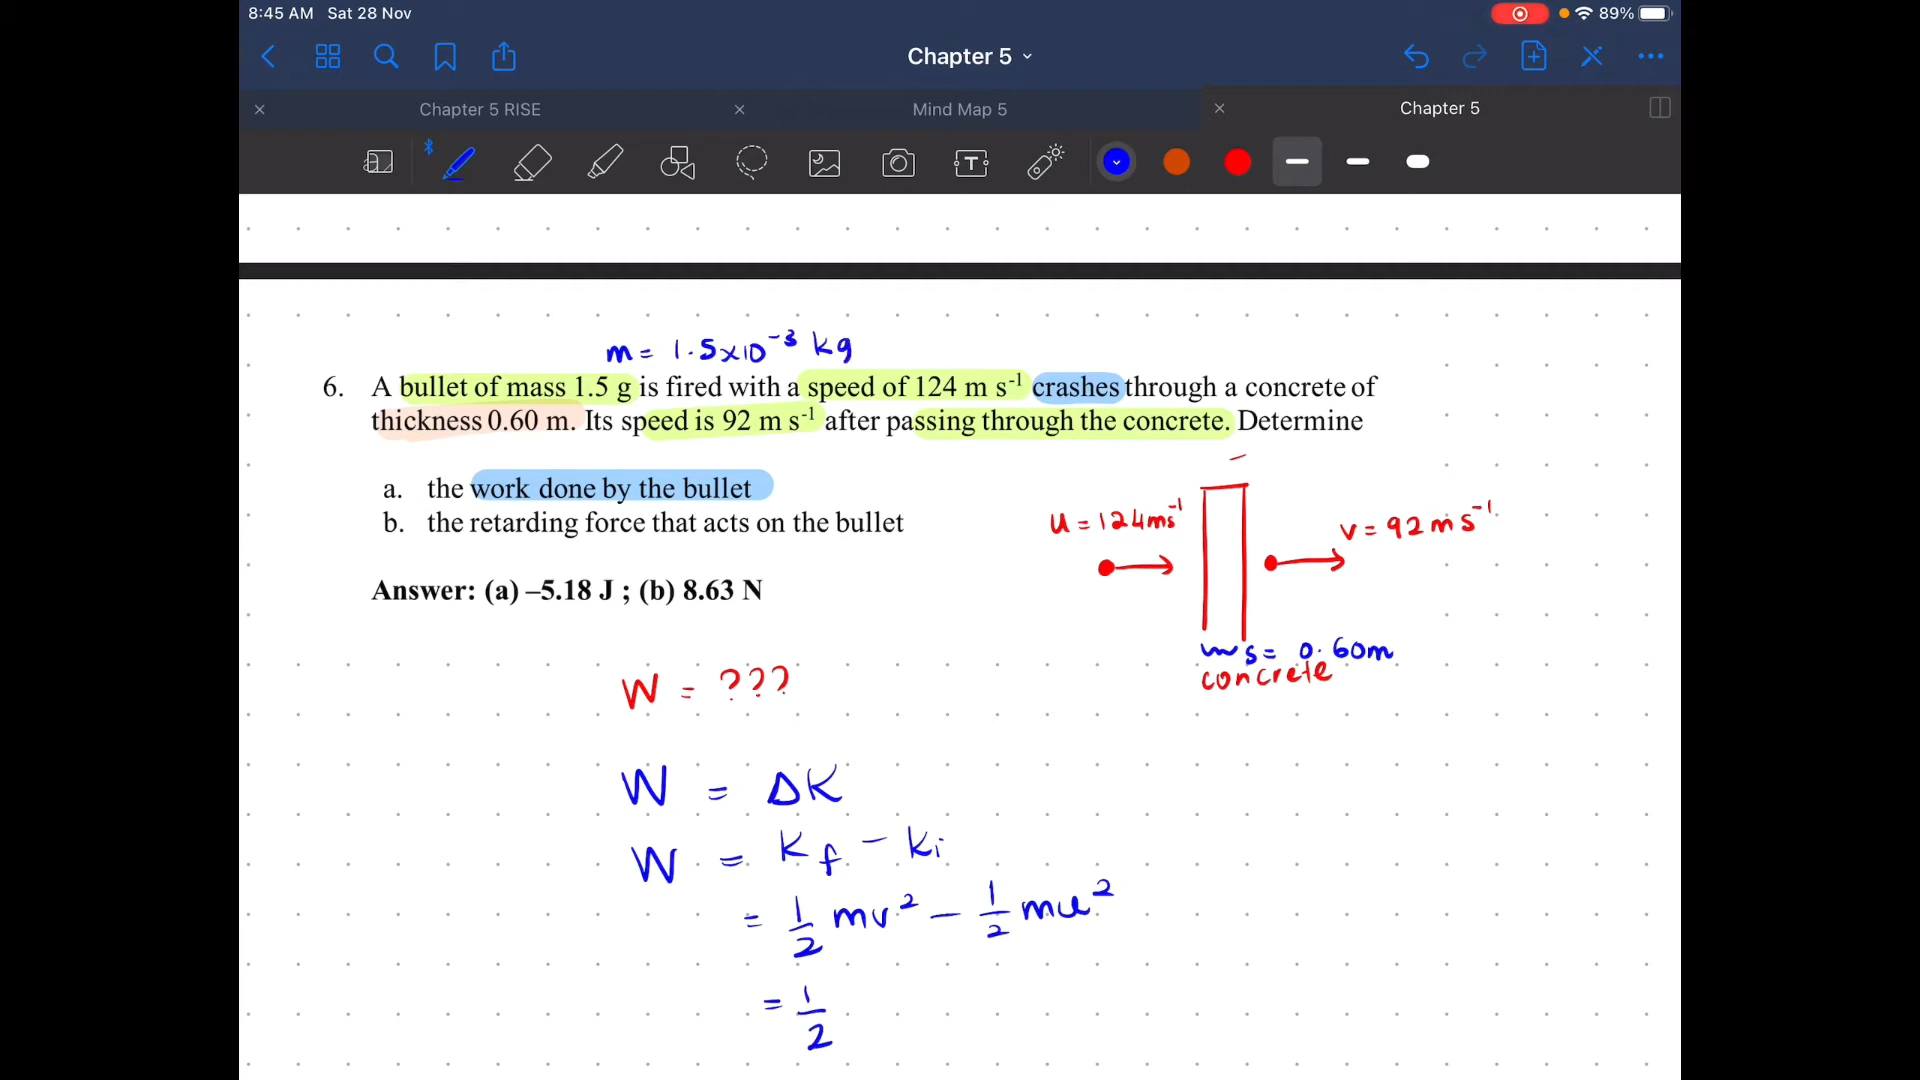 8:45 AM Sat 28 Nov 89%
Chapter 5
Chapter 5 RISE Mind Map 5 Chapter 5
m = 1.5×10⁻³ kg
6. A bullet of mass 1.5 g is fired with a speed of 124 m s⁻¹ crashes through a concrete of
thickness 0.60 m. Its speed is 92 m s⁻¹ after passing through the concrete. Determine
a. the work done by the bullet
b. the retarding force that acts on the bullet
u = 124ms⁻¹
v = 92 m s⁻¹
Answer: (a) –5.18 J ; (b) 8.63 N
s = 0.60m
concrete
W = ???
W = ΔK
W = Kf - Ki
= 1/2 mv² - 1/2 mu²
= 1/2